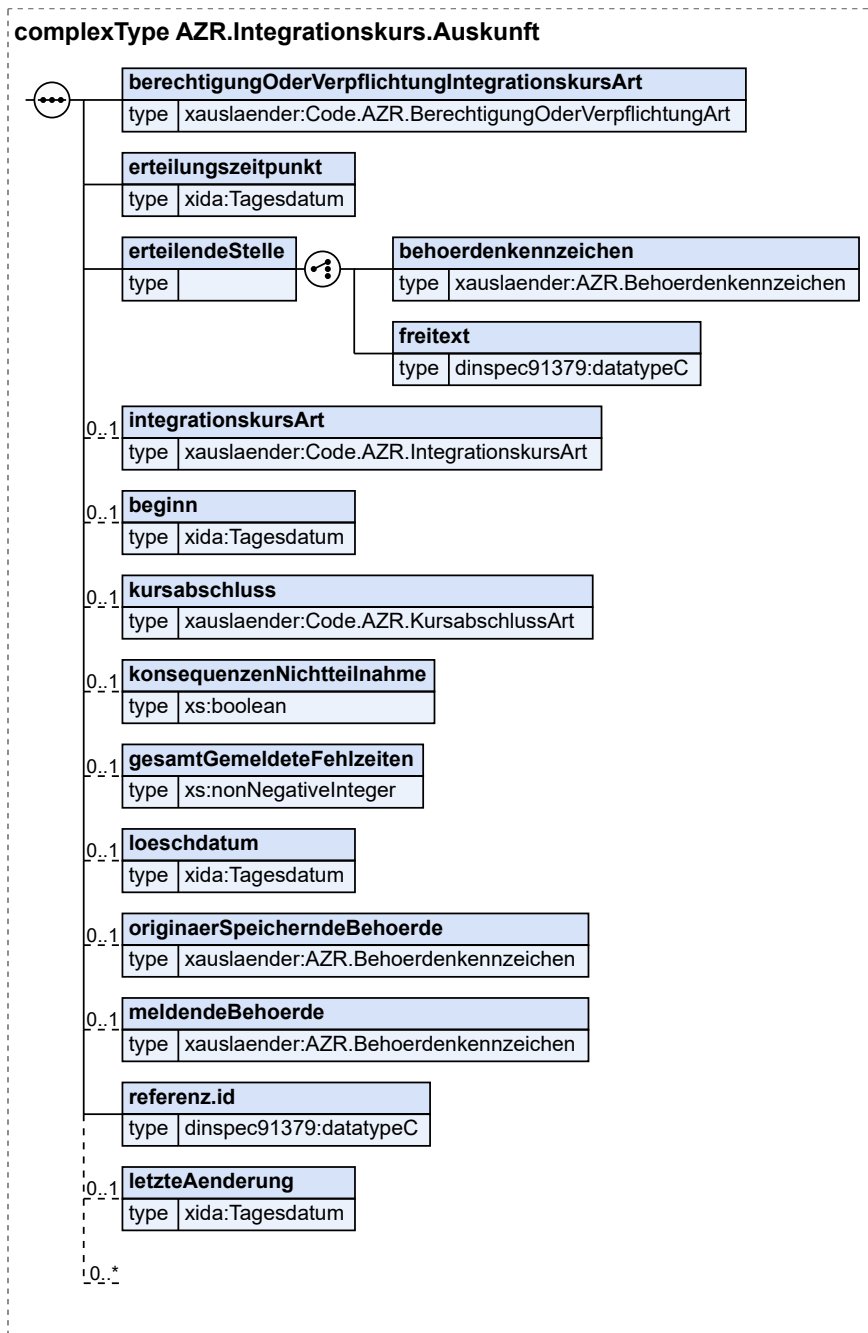 complexType AZR.Integrationskurs.Auskunft
berechtigungOderVerpflichtungIntegrationskursArt
type xauslaender:Code.AZR.BerechtigungOderVerpflichtungArt
erteilungszeitpunkt
type xida:Tagesdatum
erteilendeStelle
type
behoerdenkennzeichen
type xauslaender:AZR.Behoerdenkennzeichen
freitext
type dinspec91379:datatypeC
0..1 integrationskursArt
type xauslaender:Code.AZR.IntegrationskursArt
0..1 beginn
type xida:Tagesdatum
0..1 kursabschluss
type xauslaender:Code.AZR.KursabschlussArt
0..1 konsequenzenNichtteilnahme
type xs:boolean
0..1 gesamtGemeldeteFehlzeiten
type xs:nonNegativeInteger
0..1 loeschdatum
type xida:Tagesdatum
0..1 originaerSpeicherndeBehoerde
type xauslaender:AZR.Behoerdenkennzeichen
0..1 meldendeBehoerde
type xauslaender:AZR.Behoerdenkennzeichen
referenz.id
type dinspec91379:datatypeC
0..1 letzteAenderung
type xida:Tagesdatum
0..*